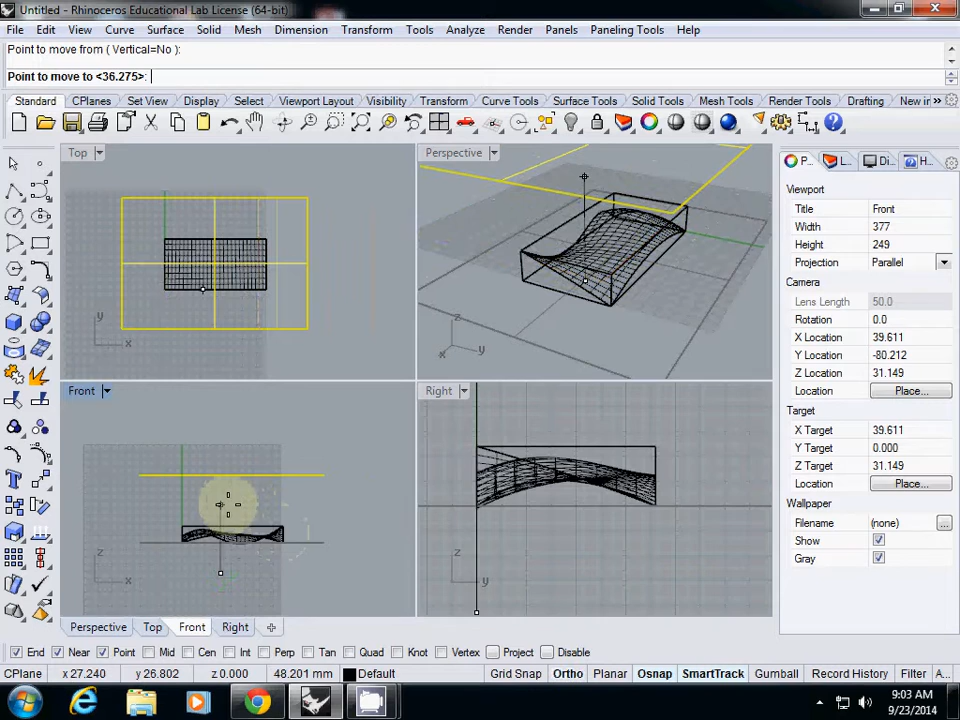 Untitled - Rhinoceros Educational Lab License (64-bit)
File Edit View Curve Surface Solid Mesh Dimension Transform Tools Analyze Render Panels Paneling Tools Help
Point to move from ( Vertical=No ):
Point to move to <36.275>:
Standard CPlanes Set View Display Select Viewport Layout Visibility Transform Curve Tools Surface Tools Solid Tools Mesh Tools Render Tools Drafting New in »
Top
Perspective
P... L... Di... H...
Viewport
Title Front
Width 377
Height 249
Projection Parallel
Camera
Lens Length 50.0
Rotation 0.0
X Location 39.611
Y Location -80.212
Z Location 31.149
Location Place...
Target
X Target 39.611
Y Target 0.000
Z Target 31.149
Location Place...
Wallpaper
Filename (none) ...
Show
Gray
y
x
z
x y
Front
Right
z
x
z
y
Perspective Top Front Right
End Near Point Mid Cen Int Perp Tan Quad Knot Vertex Project Disable
CPlane x 27.240 y 26.802 z 0.000 48.201 mm Default Grid Snap Ortho Planar Osnap SmartTrack Gumball Record History Filter A...
9:03 AM
9/23/2014